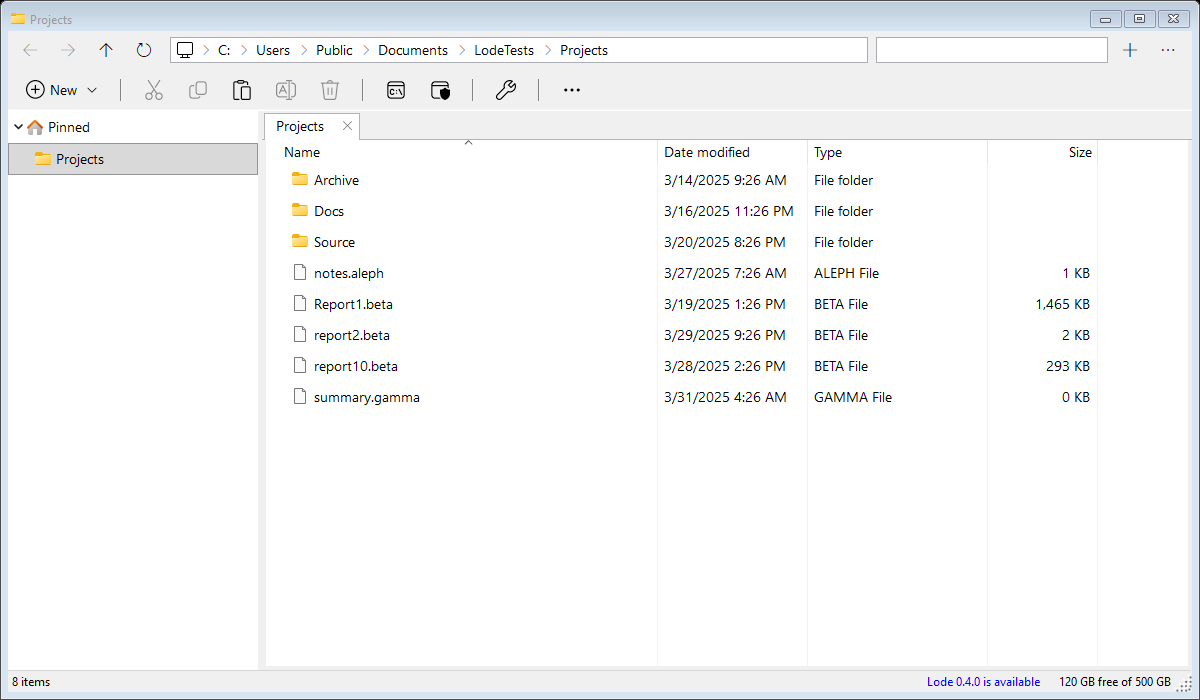 Projects
C: Users Public Documents LodeTests Projects
New
Pinned
Projects
Projects
Name Date modified Type Size
Archive 3/14/2025 9:26 AM File folder
Docs 3/16/2025 11:26 PM File folder
Source 3/20/2025 8:26 PM File folder
notes.aleph 3/27/2025 7:26 AM ALEPH File 1 KB
Report1.beta 3/19/2025 1:26 PM BETA File 1,465 KB
report2.beta 3/29/2025 9:26 PM BETA File 2 KB
report10.beta 3/28/2025 2:26 PM BETA File 293 KB
summary.gamma 3/31/2025 4:26 AM GAMMA File 0 KB
8 items Lode 0.4.0 is available 120 GB free of 500 GB